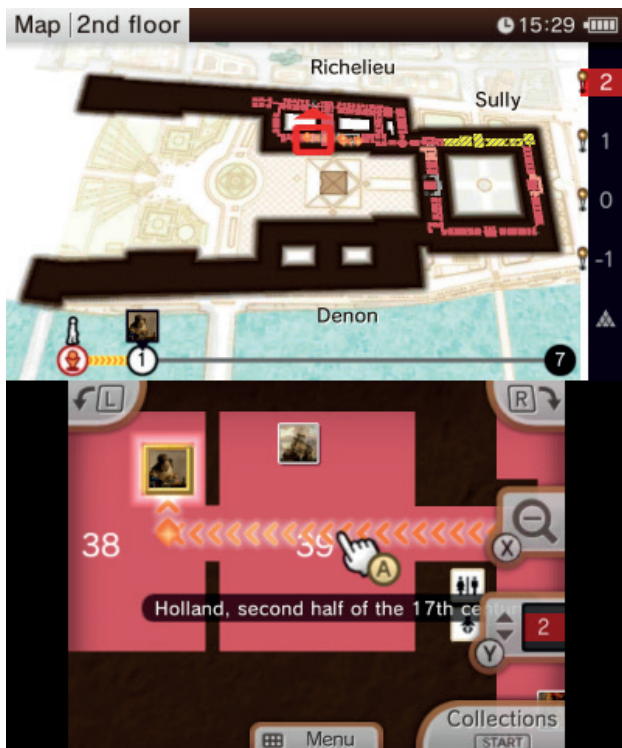 Map | 2nd floor
15:29
Richelieu
Sully
2
1
0
-1
Denon
1
7
L
R
38
39
X
A
Holland, second half of the 17th
2
Y
Collections
START
Menu